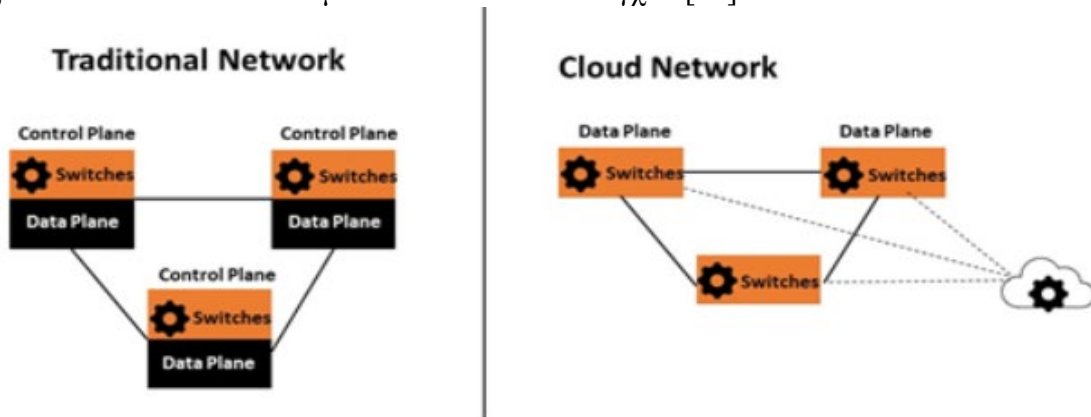 Traditional Network
Control Plane
Control Plane
Switches
Switches
Data Plane
Data Plane
Control Plane
Switches
Data Plane
Cloud Network
Data Plane
Data Plane
Switches
Switches
Switches